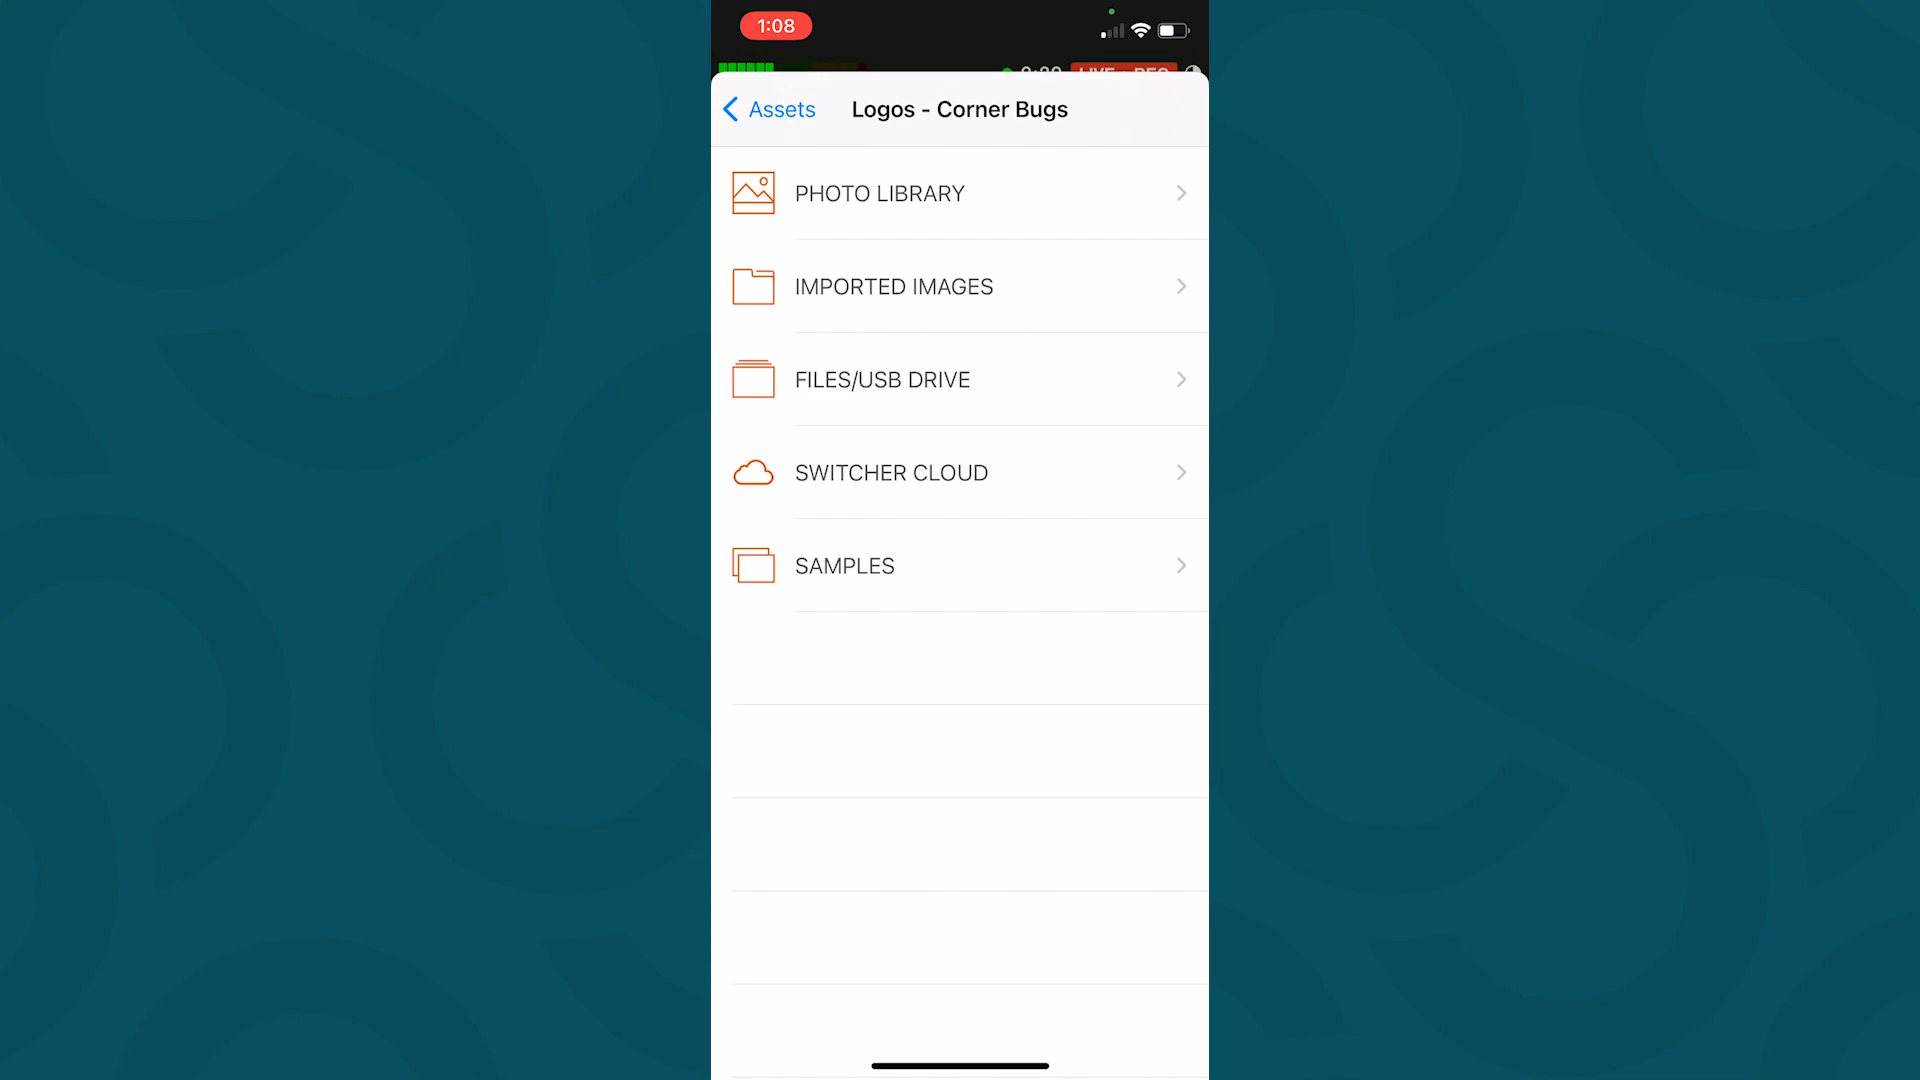 1:08
Assets
Logos - Corner Bugs
PHOTO LIBRARY
IMPORTED IMAGES
FILES/USB DRIVE
SWITCHER CLOUD
SAMPLES